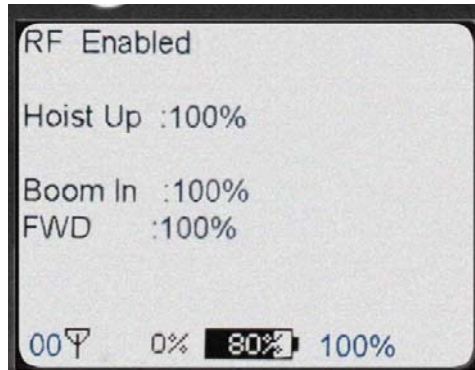 RF Enabled
Hoist Up :100%
Boom In :100%
FWD :100%
00 0% 80% 100%